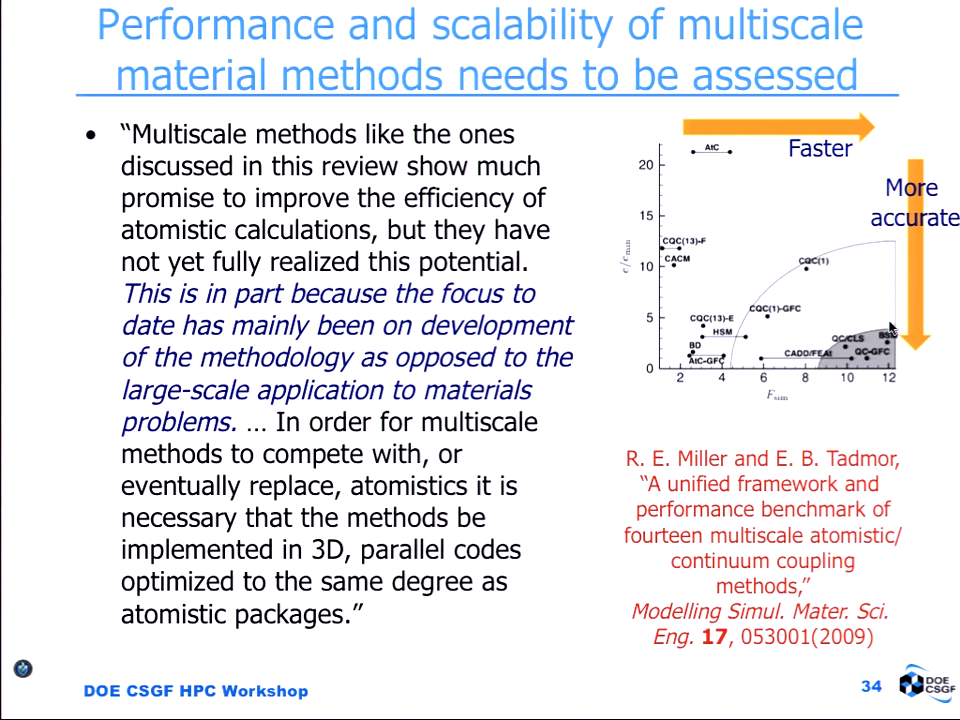 Performance and scalability of multiscale
material methods needs to be assessed
• “Multiscale methods like the ones
discussed in this review show much
promise to improve the efficiency of
atomistic calculations, but they have
not yet fully realized this potential.
This is in part because the focus to
date has mainly been on development
of the methodology as opposed to the
large-scale application to materials
problems. … In order for multiscale
methods to compete with, or
eventually replace, atomistics it is
necessary that the methods be
implemented in 3D, parallel codes
optimized to the same degree as
atomistic packages.”
Faster
More
accurate
AtC
20
15
CQC(13)-F
CACM
CQC(1)
10
e/e_min
CQC(1)-GFC
CQC(13)-E
5
HSM
QC/CLS
BD
QC-GFC
CADD/FEAt
AtC-GFC
0
2 4 6 8 10 12
R. E. Miller and E. B. Tadmor,
“A unified framework and
performance benchmark of
fourteen multiscale atomistic/
continuum coupling
methods,”
Modelling Simul. Mater. Sci.
Eng. 17, 053001(2009)
DOE CSGF HPC Workshop
34
DOE
CSGF